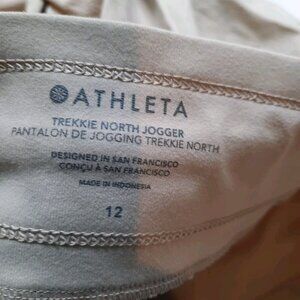 ATHLETA
TREKKIE NORTH JOGGER
PANTALON DE JOGGING TREKKIE NORTH
DESIGNED IN SAN FRANCISCO
CONÇU À SAN FRANCISCO
MADE IN INDONESIA
12